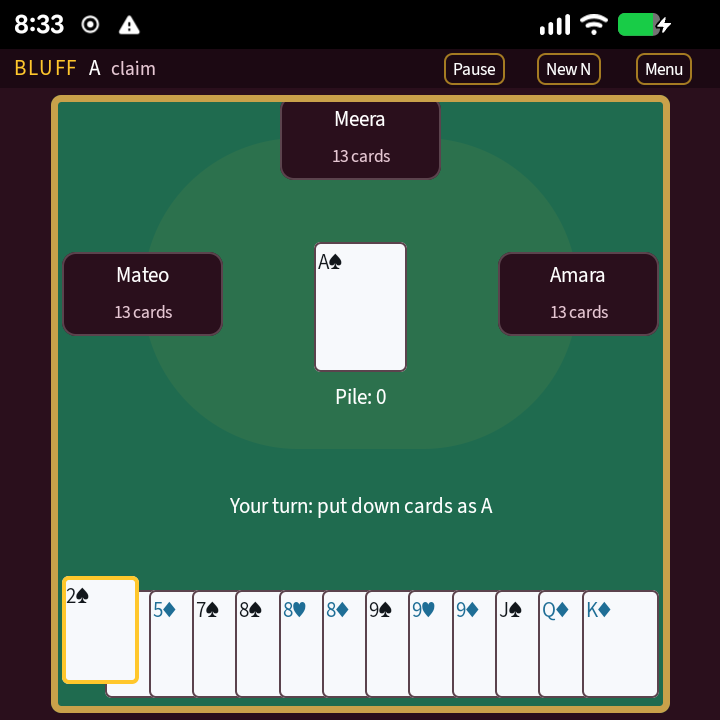 8:33
BLUFF A claim
Pause
New N
Menu
Meera
13 cards
Mateo
13 cards
A♠
Amara
13 cards
Pile: 0
Your turn: put down cards as A
2♠
5♦
7♠
8♠
8♥
8♦
9♠
9♥
9♦
J♠
Q♦
K♦